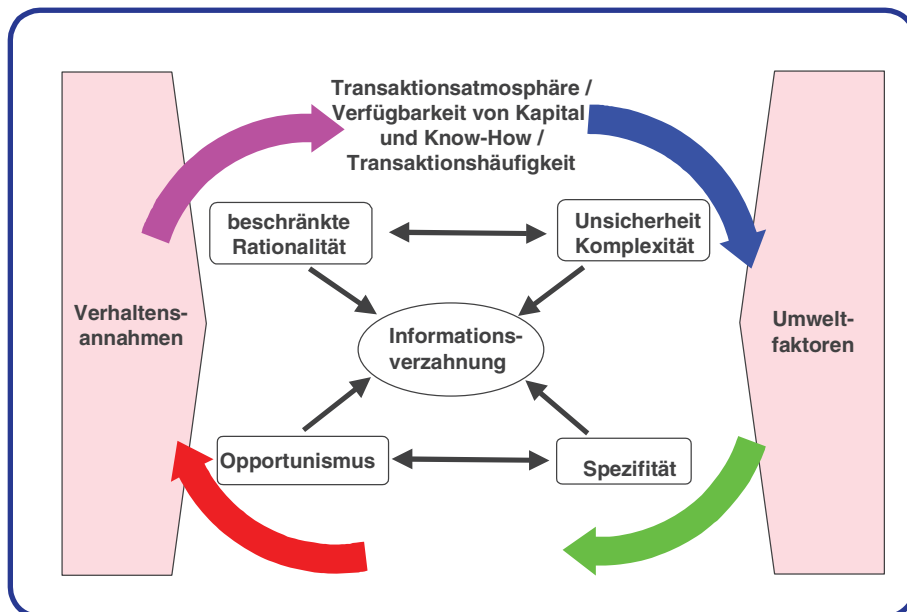 Transaktionsatmosphäre /
Verfügbarkeit von Kapital
und Know-How /
Transaktionshäufigkeit
beschränkte
Rationalität
Unsicherheit
Komplexität
Verhaltens-
annahmen
Informations-
verzahnung
Umwelt-
faktoren
Opportunismus
Spezifität